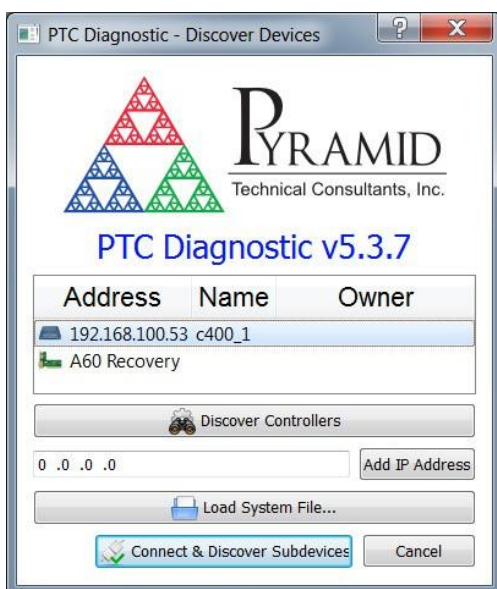 PTC Diagnostic - Discover Devices
PYRAMID
Technical Consultants, Inc.
PTC Diagnostic v5.3.7
Address Name Owner
192.168.100.53 c400_1
A60 Recovery
Discover Controllers
0 .0 .0 .0 Add IP Address
Load System File...
Connect & Discover Subdevices Cancel